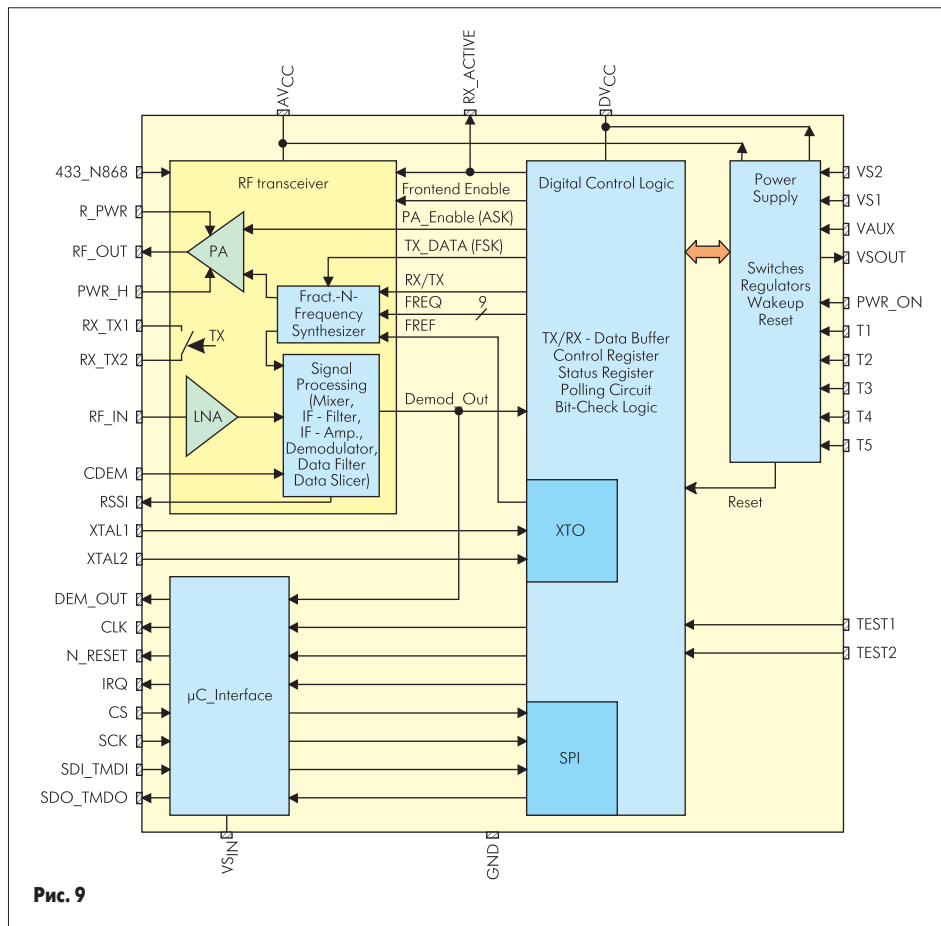 AVCC
RX_ACTIVE
DVCC
433_N868
R_PWR
RF_OUT
PWR_H
RX_TX1
RX_TX2
RF_IN
CDEM
RSSI
XTAL1
XTAL2
DEM_OUT
CLK
N_RESET
IRQ
CS
SCK
SDI_TMDI
SDO_TMDO
RF transceiver
PA
TX
LNA
Fract.-N-
Frequency
Synthesizer
Signal
Processing
(Mixer,
IF - Filter,
IF - Amp.,
Demodulator,
Data Filter
Data Slicer)
Frontend Enable
PA_Enable (ASK)
TX_DATA (FSK)
RX/TX
FREQ
9
FREF
Demod_Out
Digital Control Logic
TX/RX - Data Buffer
Control Register
Status Register
Polling Circuit
Bit-Check Logic
XTO
SPI
µC_Interface
Power
Supply
Switches
Regulators
Wakeup
Reset
Reset
VS2
VS1
VAUX
VSOUT
PWR_ON
T1
T2
T3
T4
T5
TEST1
TEST2
VSIN
GND
Рис. 9